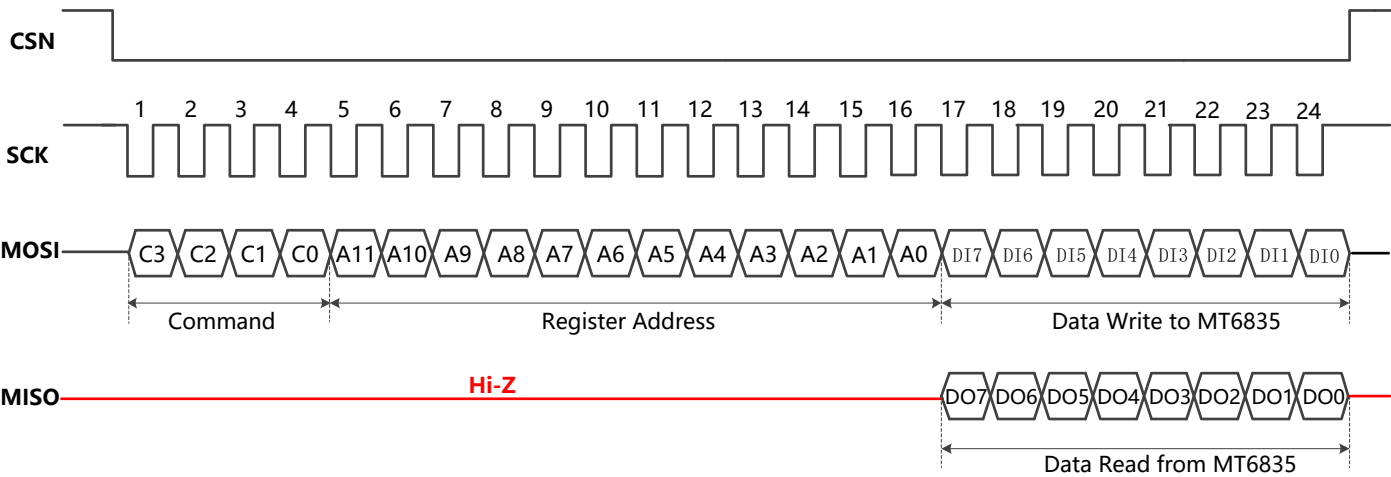 CSN
1 2 3 4 5 6 7 8 9 10 11 12 13 14 15 16 17 18 19 20 21 22 23 24
SCK
MOSI C3 C2 C1 C0 A11 A10 A9 A8 A7 A6 A5 A4 A3 A2 A1 A0 DI7 DI6 DI5 DI4 DI3 DI2 DI1 DI0
Command Register Address Data Write to MT6835
Hi-Z
MISO DO7 DO6 DO5 DO4 DO3 DO2 DO1 DO0
Data Read from MT6835